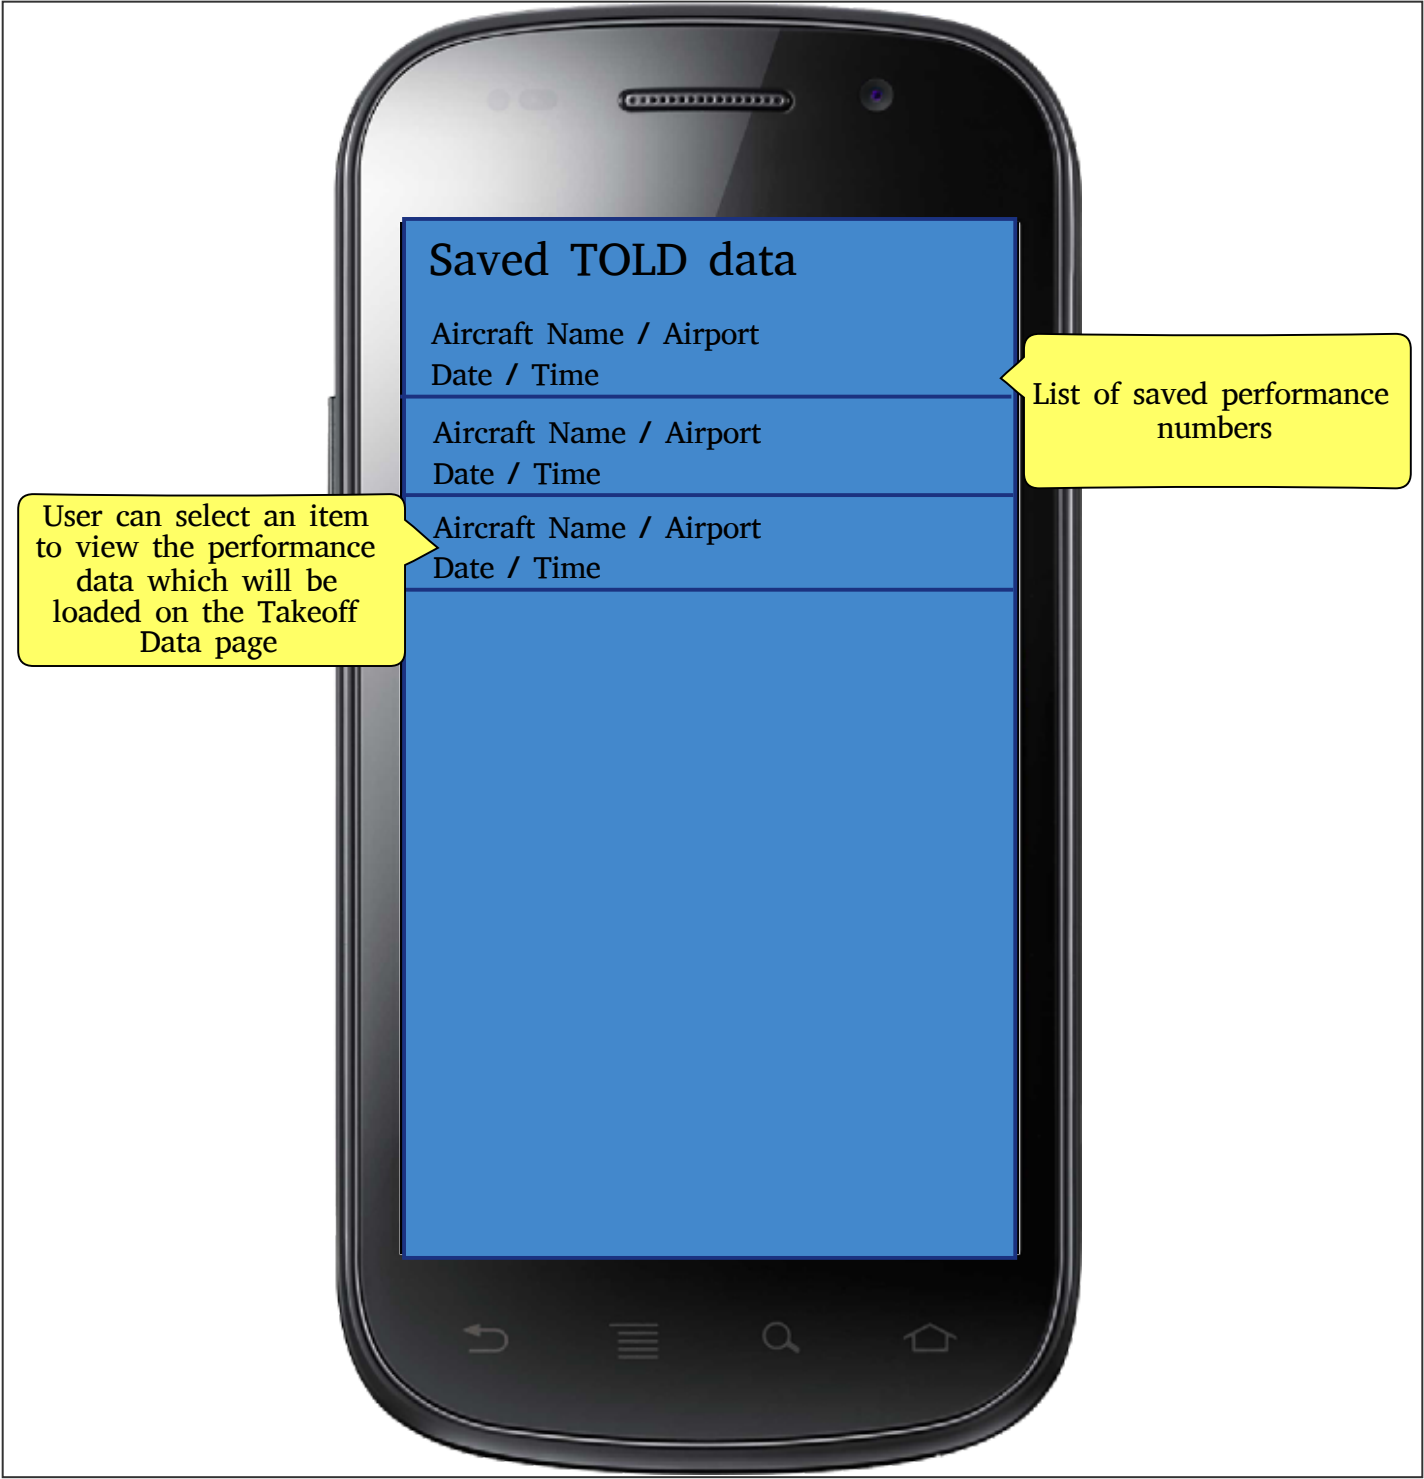 Saved TOLD data
Aircraft Name / Airport
Date / Time
Aircraft Name / Airport
Date / Time
Aircraft Name / Airport
Date / Time
List of saved performance
numbers
User can select an item
to view the performance
data which will be
loaded on the Takeoff
Data page